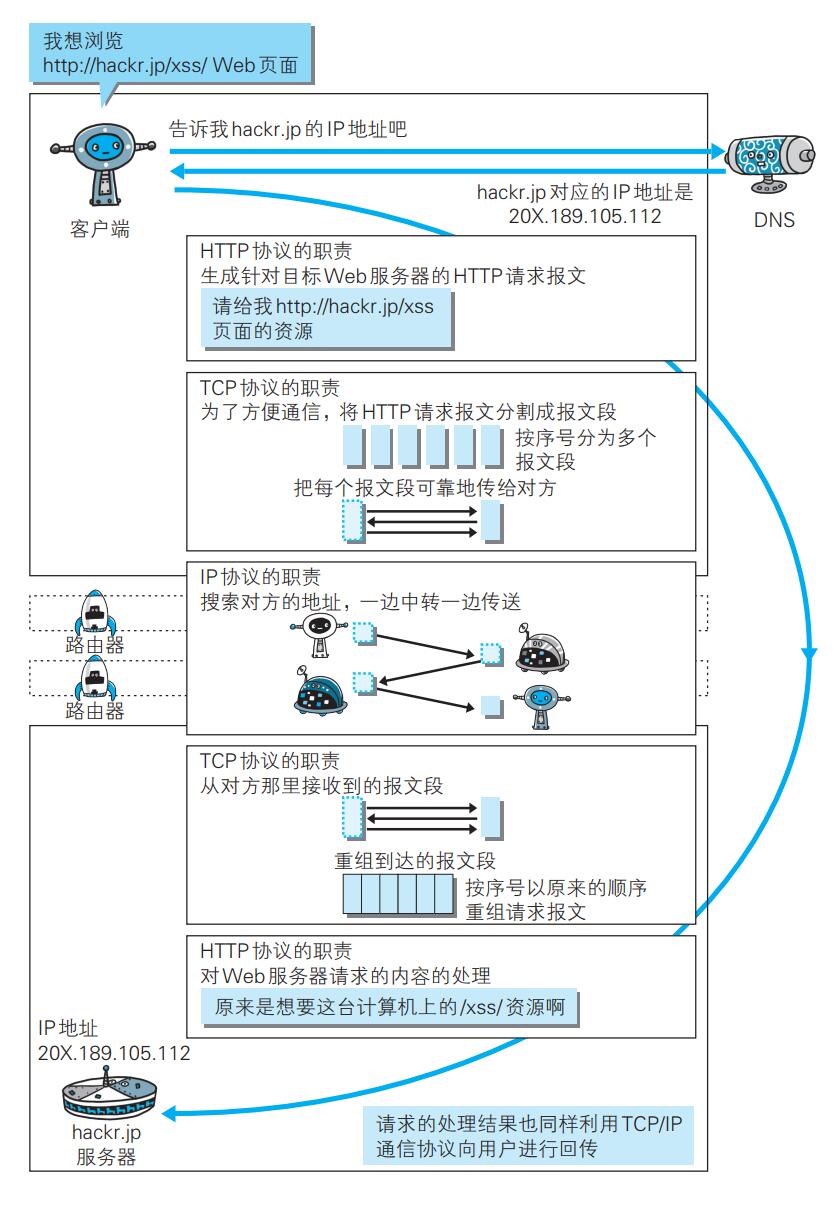 我想浏览
http://hackr.jp/xss/ Web页面
告诉我hackr.jp的IP地址吧
hackr.jp对应的IP地址是
20X.189.105.112
客户端
DNS
HTTP协议的职责
生成针对目标Web服务器的HTTP请求报文
请给我http://hackr.jp/xss
页面的资源
TCP协议的职责
为了方便通信，将HTTP请求报文分割成报文段
按序号分为多个
报文段
把每个报文段可靠地传给对方
IP协议的职责
搜索对方的地址，一边中转一边传送
路由器
路由器
TCP协议的职责
从对方那里接收到的报文段
重组到达的报文段
按序号以原来的顺序
重组请求报文
HTTP协议的职责
对Web服务器请求的内容的处理
原来是想要这台计算机上的/xss/资源啊
IP地址
20X.189.105.112
hackr.jp
服务器
请求的处理结果也同样利用TCP/IP
通信协议向用户进行回传